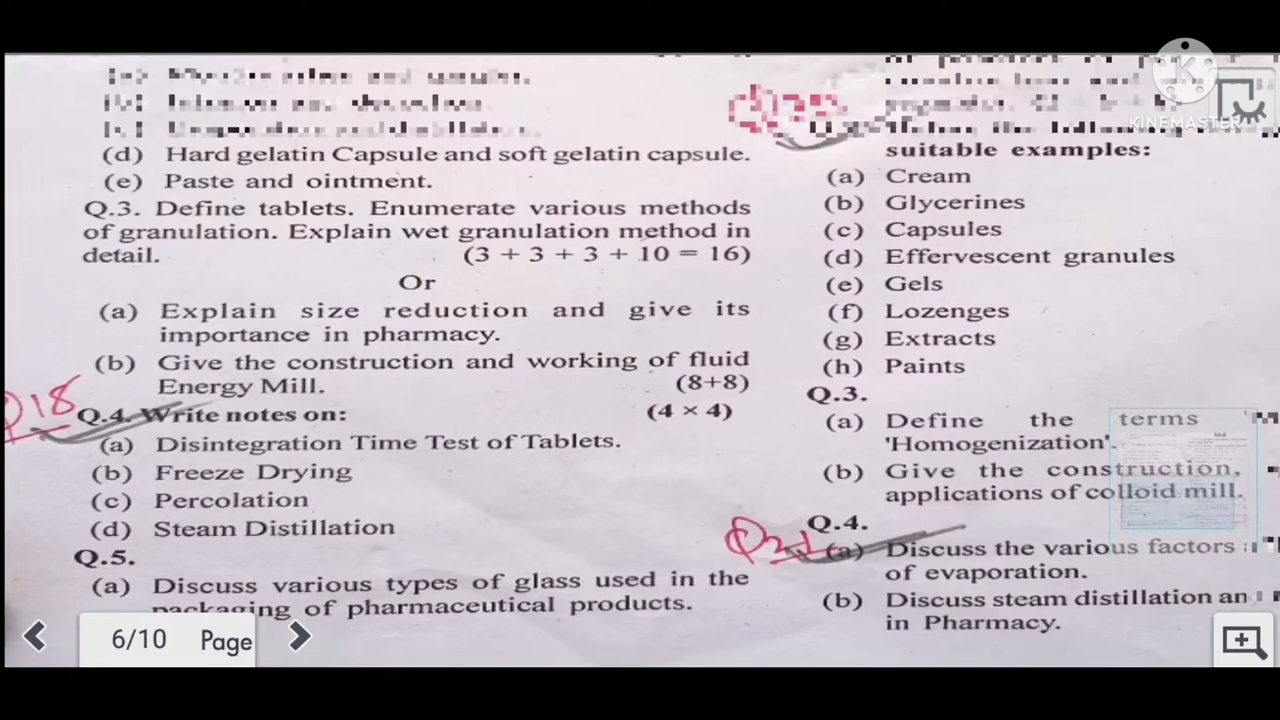 (d) Hard gelatin Capsule and soft gelatin capsule.
(e) Paste and ointment.
Q.3. Define tablets. Enumerate various methods
of granulation. Explain wet granulation method in
detail. (3 + 3 + 3 + 10 = 16)
Or
(a) Explain size reduction and give its
importance in pharmacy.
(b) Give the construction and working of fluid
Energy Mill. (8+8)
Q18
Q.4. Write notes on: (4 × 4)
(a) Disintegration Time Test of Tablets.
(b) Freeze Drying
(c) Percolation
(d) Steam Distillation
Q.5.
(a) Discuss various types of glass used in the
packaging of pharmaceutical products.
6/10 Page
KINEMASTER
suitable examples:
(a) Cream
(b) Glycerines
(c) Capsules
(d) Effervescent granules
(e) Gels
(f) Lozenges
(g) Extracts
(h) Paints
Q.3.
(a) Define the terms
'Homogenization'.
(b) Give the construction,
applications of colloid mill.
Q21
Q.4.
(a) Discuss the various factors
of evaporation.
(b) Discuss steam distillation an
in Pharmacy.